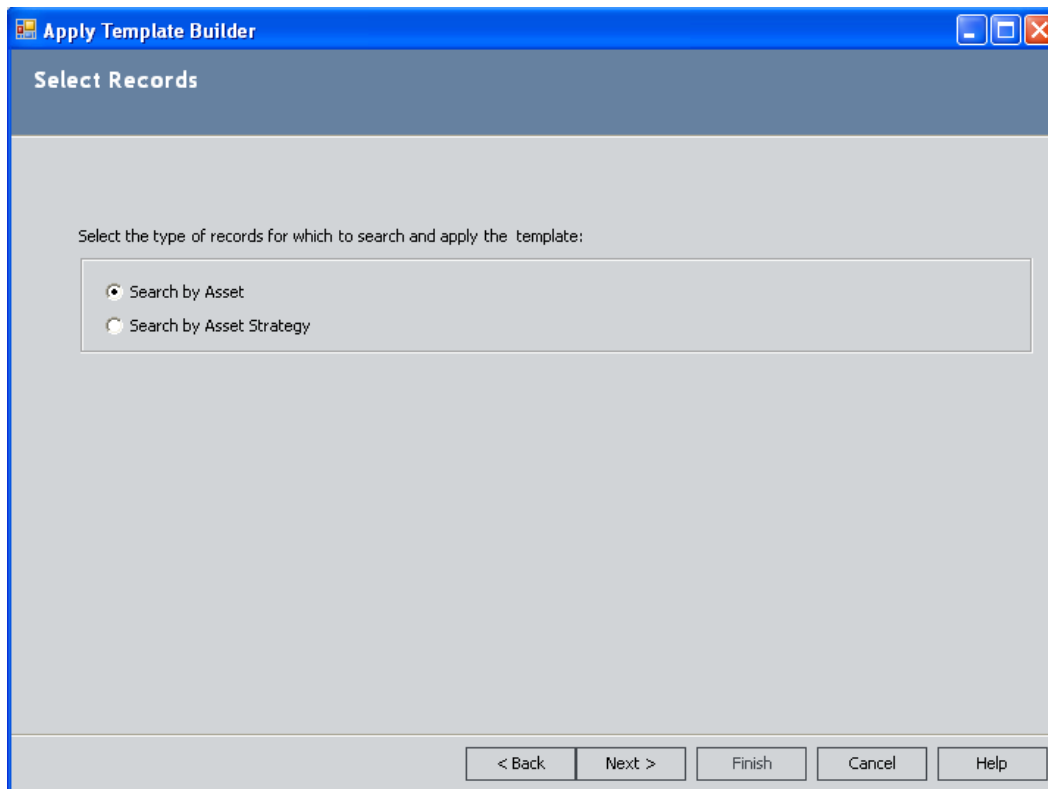 Apply Template Builder
Select Records
Select the type of records for which to search and apply the template:
Search by Asset
Search by Asset Strategy
< Back Next > Finish Cancel Help